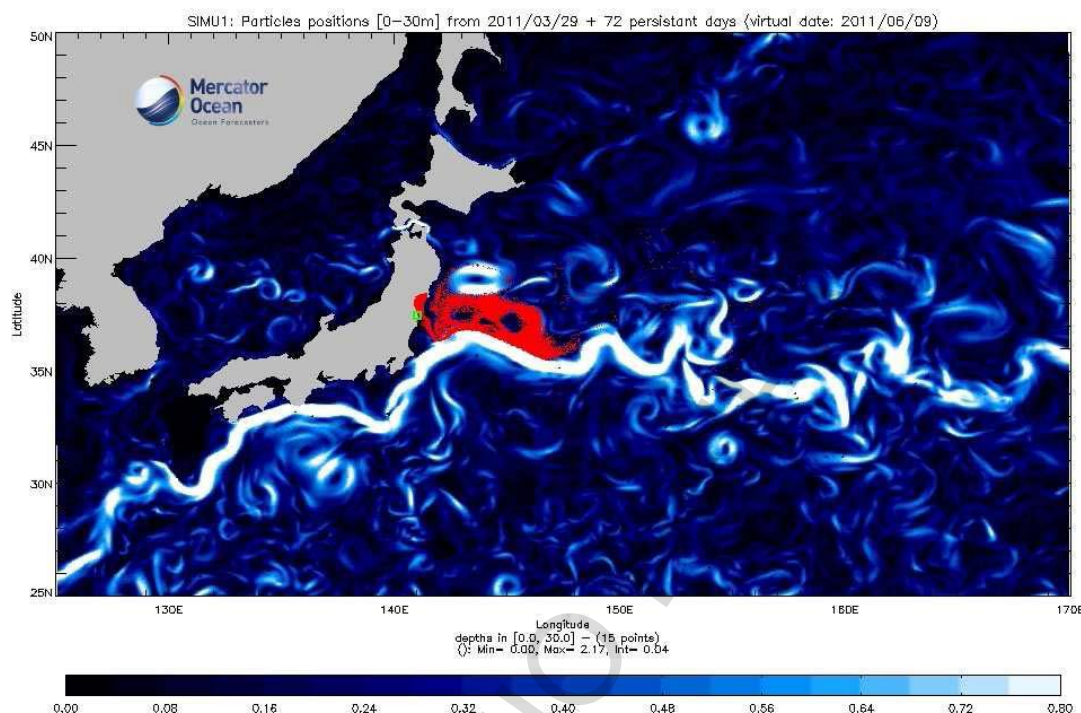 SIMU1: Particles positions [0-30m] from 2011/03/29 + 72 persistant days (virtual date: 2011/06/09)
50N
Mercator
Ocean
Ocean Forecasters
45N
40N
Latitude
35N
30N
25N
130E 140E 150E 160E 170E
Longitude
depths in [0.0, 30.0] - (15 points)
(): Min= 0.00, Max= 2.17, Int= 0.04
0.00 0.08 0.16 0.24 0.32 0.40 0.48 0.56 0.64 0.72 0.80